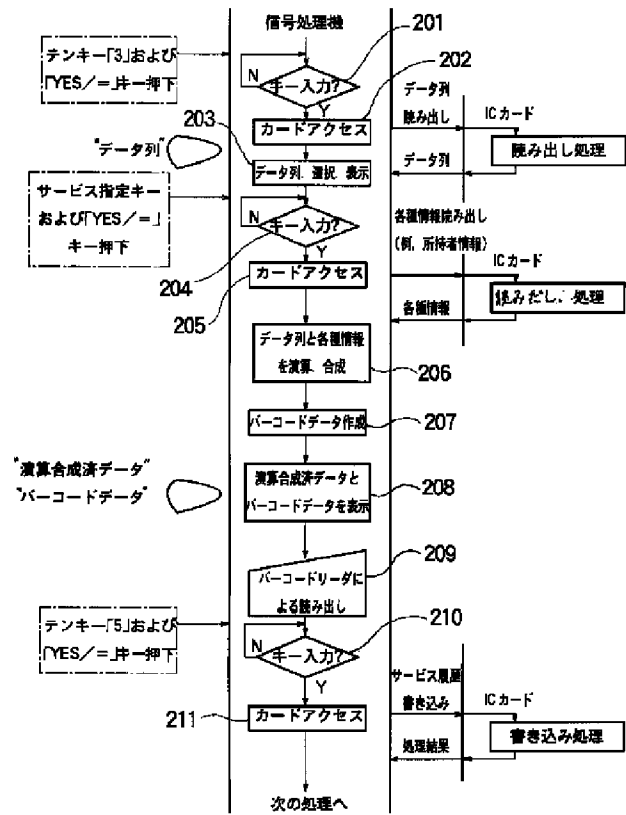 信号処理機
テンキー「3」および
「YES/=」キー押下
201
N
キー入力?
Y
202
カードアクセス
データ列
読み出し
ICカード
読み出し処理
データ列
203
"データ列"
データ列、選択、表示
サービス指定キー
および「YES/=」
キー押下
N
キー入力?
Y
204
各種情報読み出し
(例、所持者情報)
カードアクセス
205
ICカード
読みだし、処理
各種情報
データ列と各種情報
を演算、合成
206
バーコードデータ作成
207
"演算合成済データ"
"バーコードデータ"
演算合成済データと
バーコードデータを表示
208
バーコードリーダに
よる読み出し
209
テンキー「5」および
「YES/=」キー押下
N
キー入力?
Y
210
カードアクセス
211
サービス履歴
書き込み
ICカード
書き込み処理
処理結果
次の処理へ